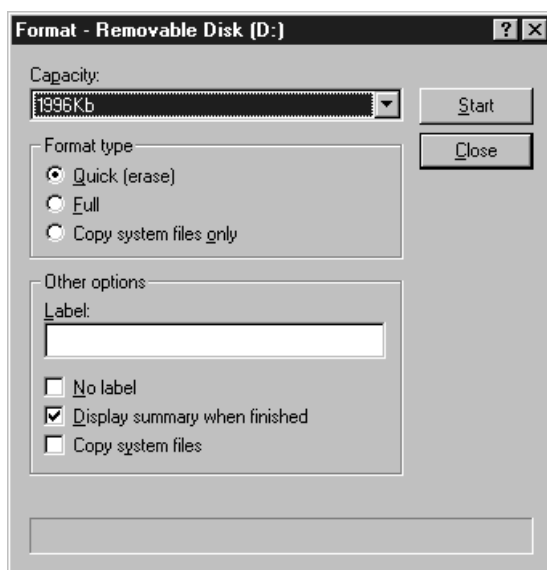 Format - Removable Disk (D:)
Capacity:
1996Kb
Start
Close
Format type
Quick (erase)
Full
Copy system files only
Other options
Label:
No label
Display summary when finished
Copy system files